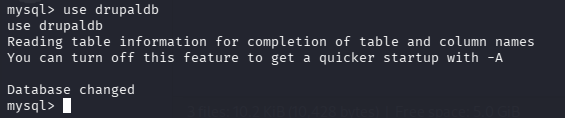 mysql> use drupaldb
use drupaldb
Reading table information for completion of table and column names
You can turn off this feature to get a quicker startup with -A
Database changed
mysql>